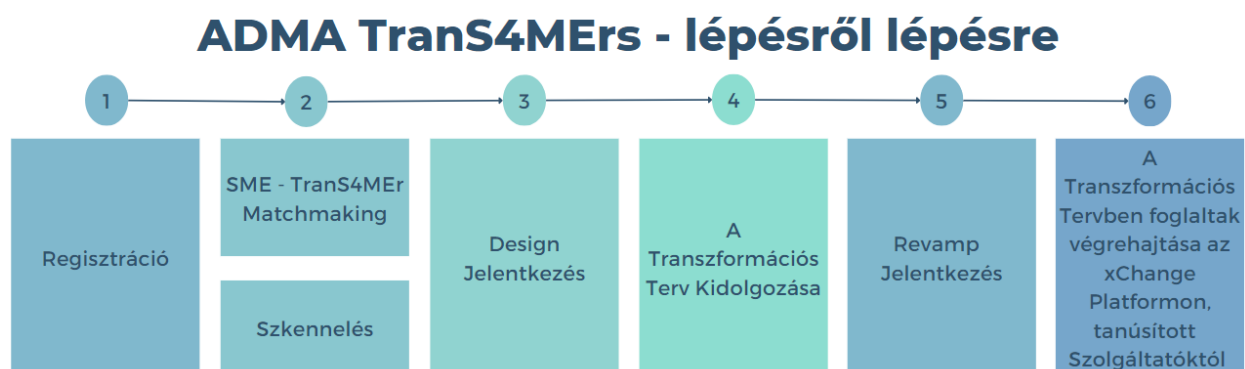 ADMA TranS4MErs - lépésről lépésre
1
2
3
4
5
6
Regisztráció
SME - TranS4MEr
Matchmaking
Szkennelés
Design
Jelentkezés
A
Transzformációs
Terv Kidolgozása
Revamp
Jelentkezés
A
Transzformációs
Tervben foglaltak
végrehajtása az
xChange
Platformon,
tanúsított
Szolgáltatóktól